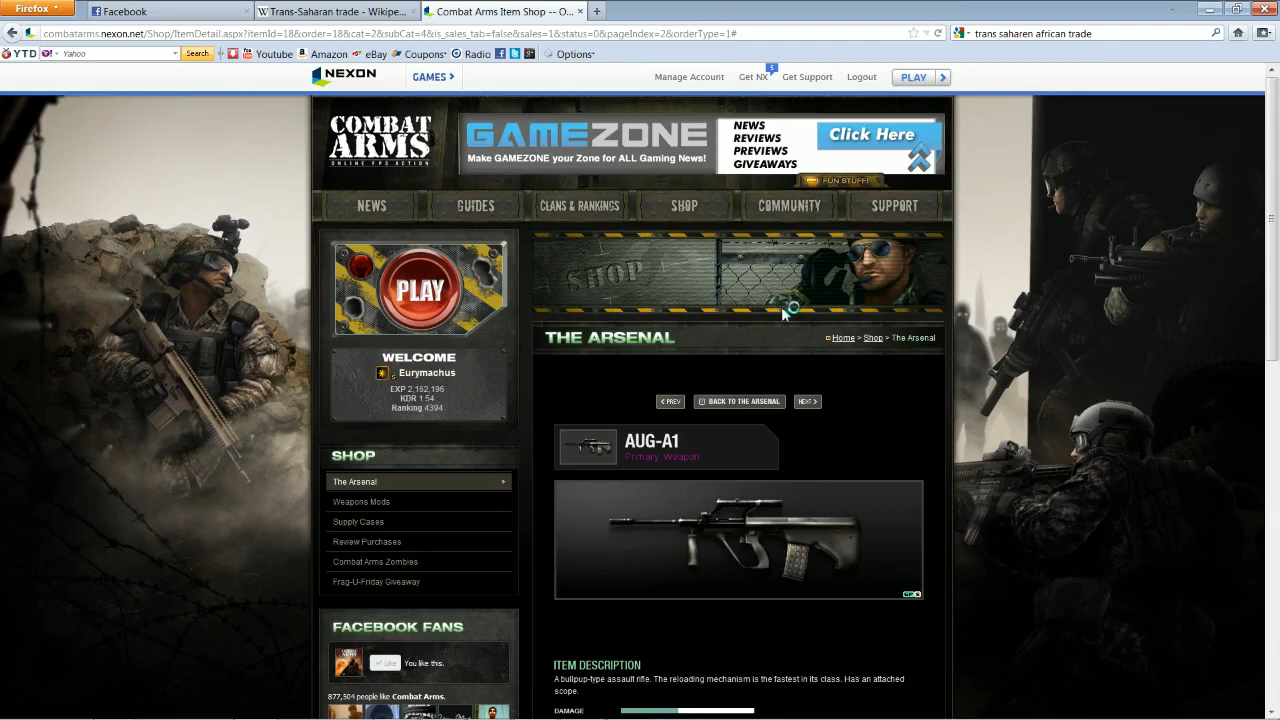 Firefox
Facebook
Trans-Saharan trade - Wikipe...
Combat Arms Item Shop -- O...
combatarms.nexon.net/Shop/ItemDetail.aspx?itemId=18&order=18&cat=2&subCat=4&is_sales_tab=false&sales=1&status=0&pageIndex=2&orderType=1#
trans saharen african trade
YTD
Yahoo
Search
Youtube
Amazon
eBay
Coupons
Radio
Options
NEXON
GAMES
Manage Account
Get NX
5
Get Support
Logout
PLAY
COMBAT ARMS
ONLINE FPS ACTION
GAMEZONE
Make GAMEZONE your Zone for ALL Gaming News!
NEWS
REVIEWS
PREVIEWS
GIVEAWAYS
Click Here
FUN STUFF!
NEWS
GUIDES
CLANS & RANKINGS
SHOP
COMMUNITY
SUPPORT
PLAY
SHOP
THE ARSENAL
Home > Shop > The Arsenal
WELCOME
Eurymachus
EXP 2,162,196
KDR 1.54
Ranking 4394
< PREV
BACK TO THE ARSENAL
NEXT >
AUG-A1
Primary Weapon
SHOP
The Arsenal
Weapons Mods
Supply Cases
Review Purchases
Combat Arms Zombies
Frag-U-Friday Giveaway
FACEBOOK FANS
Like
You like this.
877,504 people like Combat Arms.
ITEM DESCRIPTION
A bullpup-type assault rifle. The reloading mechanism is the fastest in its class. Has an attached
scope.
DAMAGE